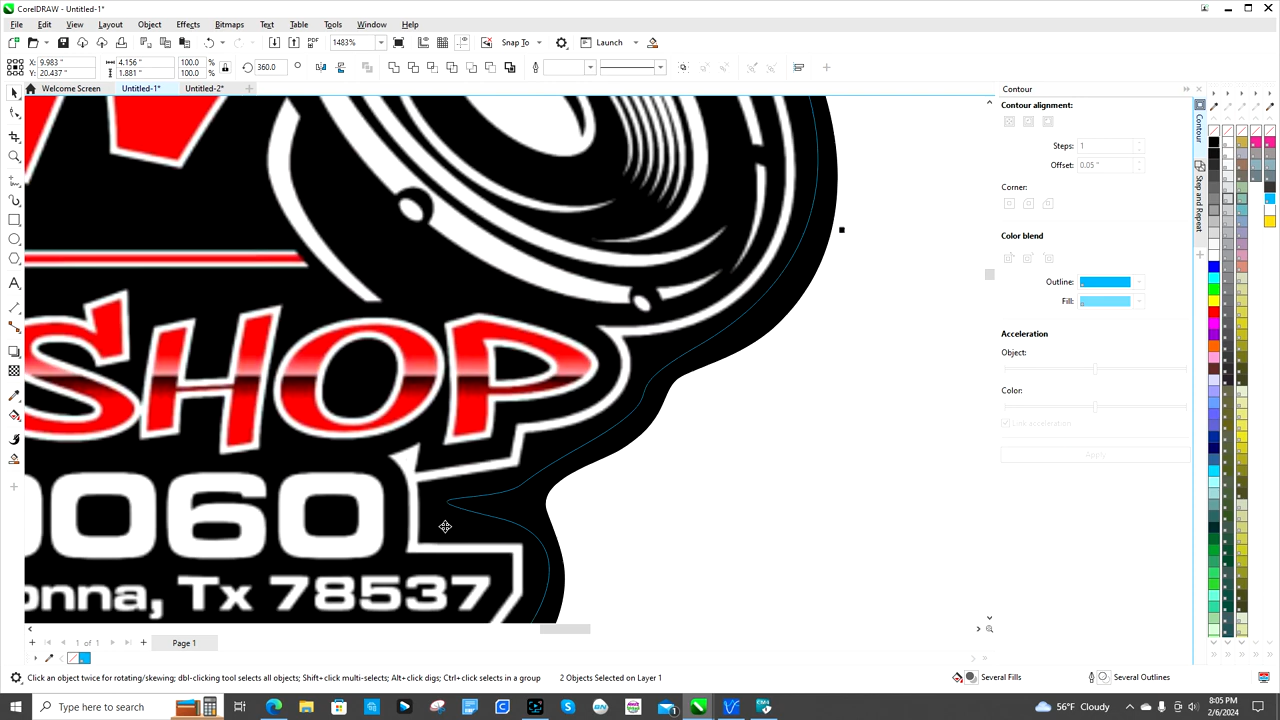 CorelDRAW - Untitled-1*
File Edit View Layout Object Effects Bitmaps Text Table Tools Window Help
PDF 1483% Snap To Launch
X: 9.983 " 4.156 " 100.0 % 360.0 °
Y: 20.437 " 1.881 " 100.0 %
Welcome Screen Untitled-1* Untitled-2*
Contour
Contour alignment:
Steps: 1
Offset: 0.05 "
Corner:
Color blend
Outline:
Fill:
Acceleration
Object:
Color:
Link acceleration
Apply
Contour
Step and Repeat
SHOP
0060
onna, Tx 78537
1 of 1 Page 1
Click an object twice for rotating/skewing; dbl-clicking tool selects all objects; Shift+click multi-selects; Alt+click digs; Ctrl+click selects in a group 2 Objects Selected on Layer 1 Several Fills Several Outlines
Type here to search 56°F Cloudy 8:05 PM
2/6/2024